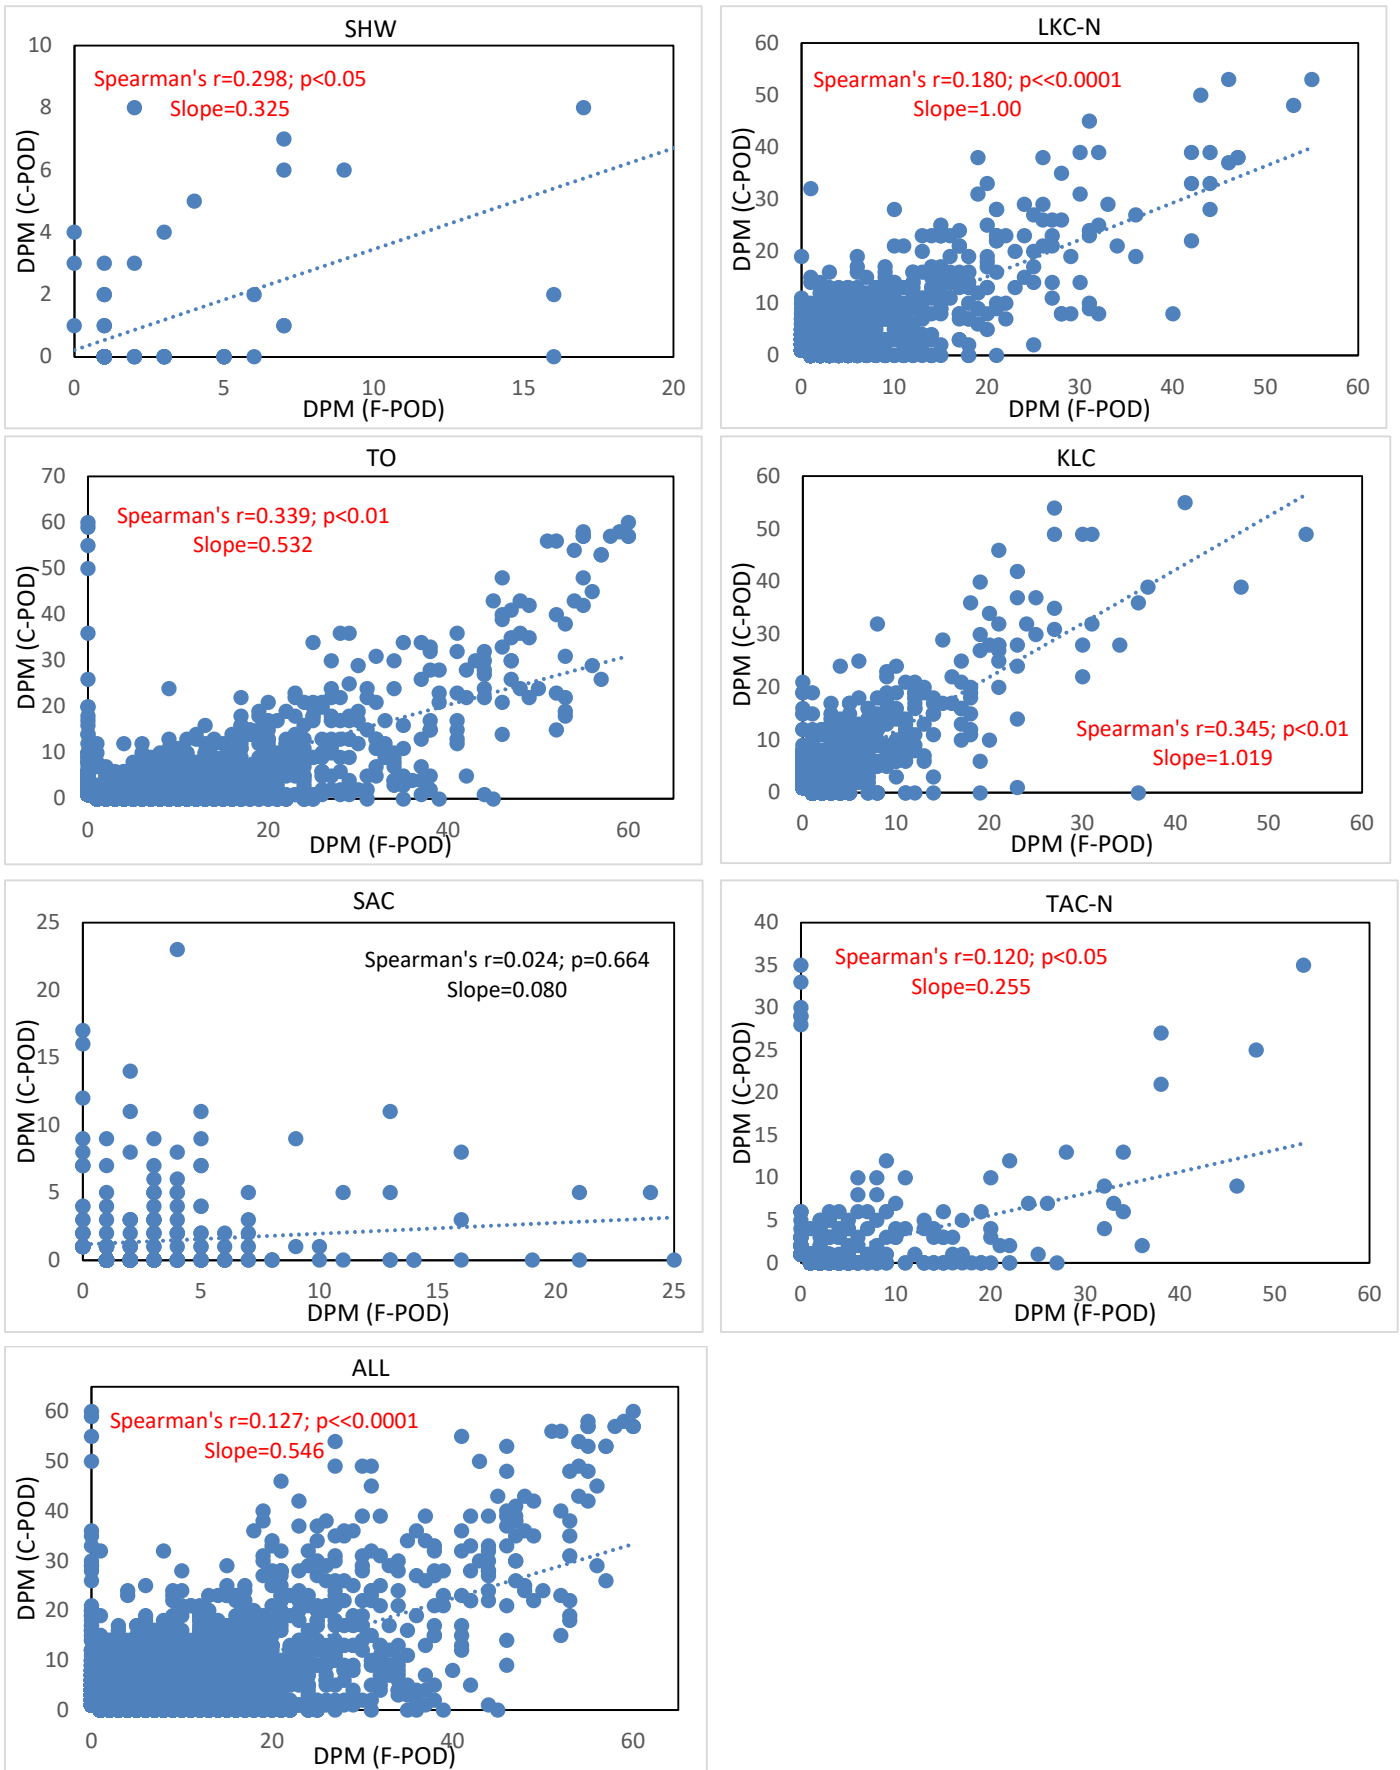 SHW
Spearman's r=0.298; p<0.05
Slope=0.325
DPM (C-POD)
10
8
6
4
2
0
0 5 10 15 20
DPM (F-POD)
LKC-N
Spearman's r=0.180; p<<0.0001
Slope=1.00
DPM (C-POD)
60
50
40
30
20
10
0
0 10 20 30 40 50 60
DPM (F-POD)
TO
Spearman's r=0.339; p<0.01
Slope=0.532
DPM (C-POD)
70
60
50
40
30
20
10
0
0 20 40 60
DPM (F-POD)
KLC
DPM (C-POD)
60
50
40
30
20
10
0
Spearman's r=0.345; p<0.01
Slope=1.019
0 10 20 30 40 50 60
DPM (F-POD)
SAC
Spearman's r=0.024; p=0.664
Slope=0.080
DPM (C-POD)
25
20
15
10
5
0
0 5 10 15 20 25
DPM (F-POD)
TAC-N
Spearman's r=0.120; p<0.05
Slope=0.255
DPM (C-POD)
40
35
30
25
20
15
10
5
0
0 10 20 30 40 50 60
DPM (F-POD)
ALL
Spearman's r=0.127; p<<0.0001
Slope=0.546
DPM (C-POD)
60
50
40
30
20
10
0
0 20 40 60
DPM (F-POD)